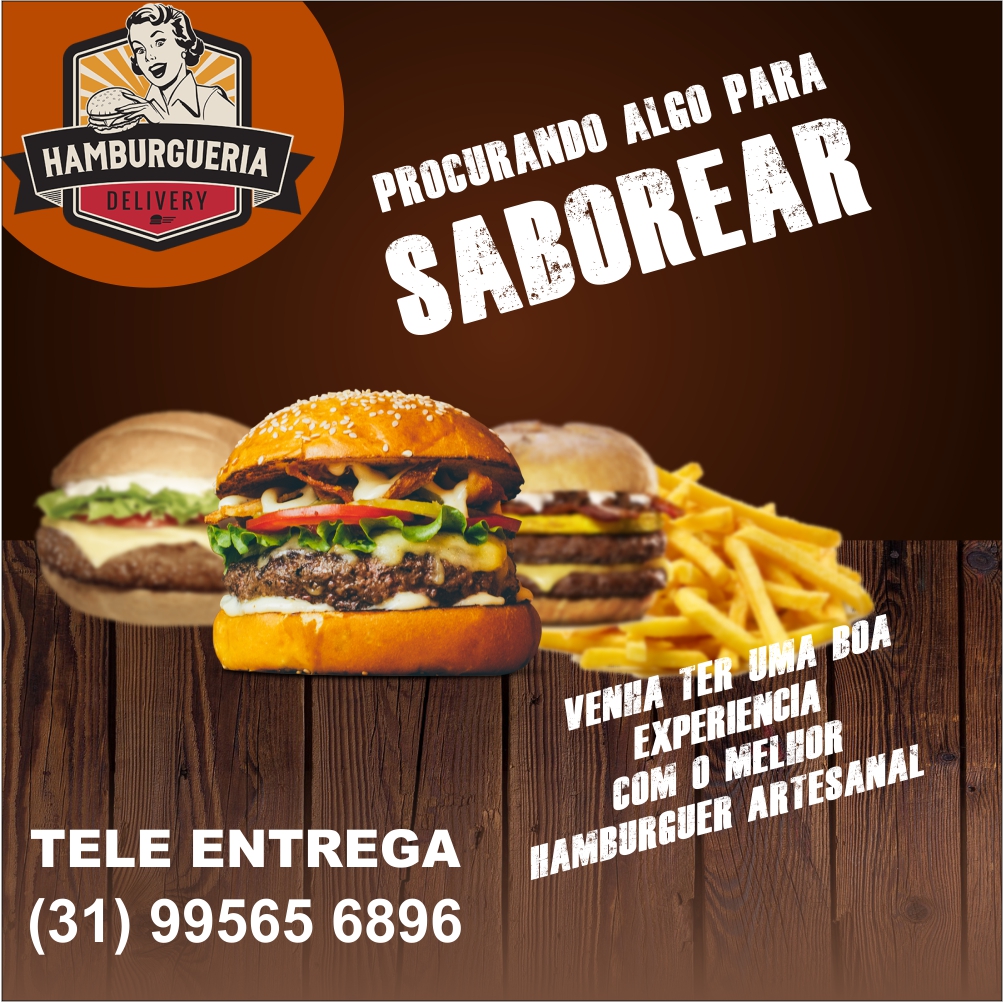 HAMBURGUERIA
DELIVERY
PROCURANDO ALGO PARA
SABOREAR
VENHA TER UMA BOA
EXPERIENCIA
COM O MELHOR
HAMBURGUER ARTESANAL
TELE ENTREGA
(31) 99565 6896